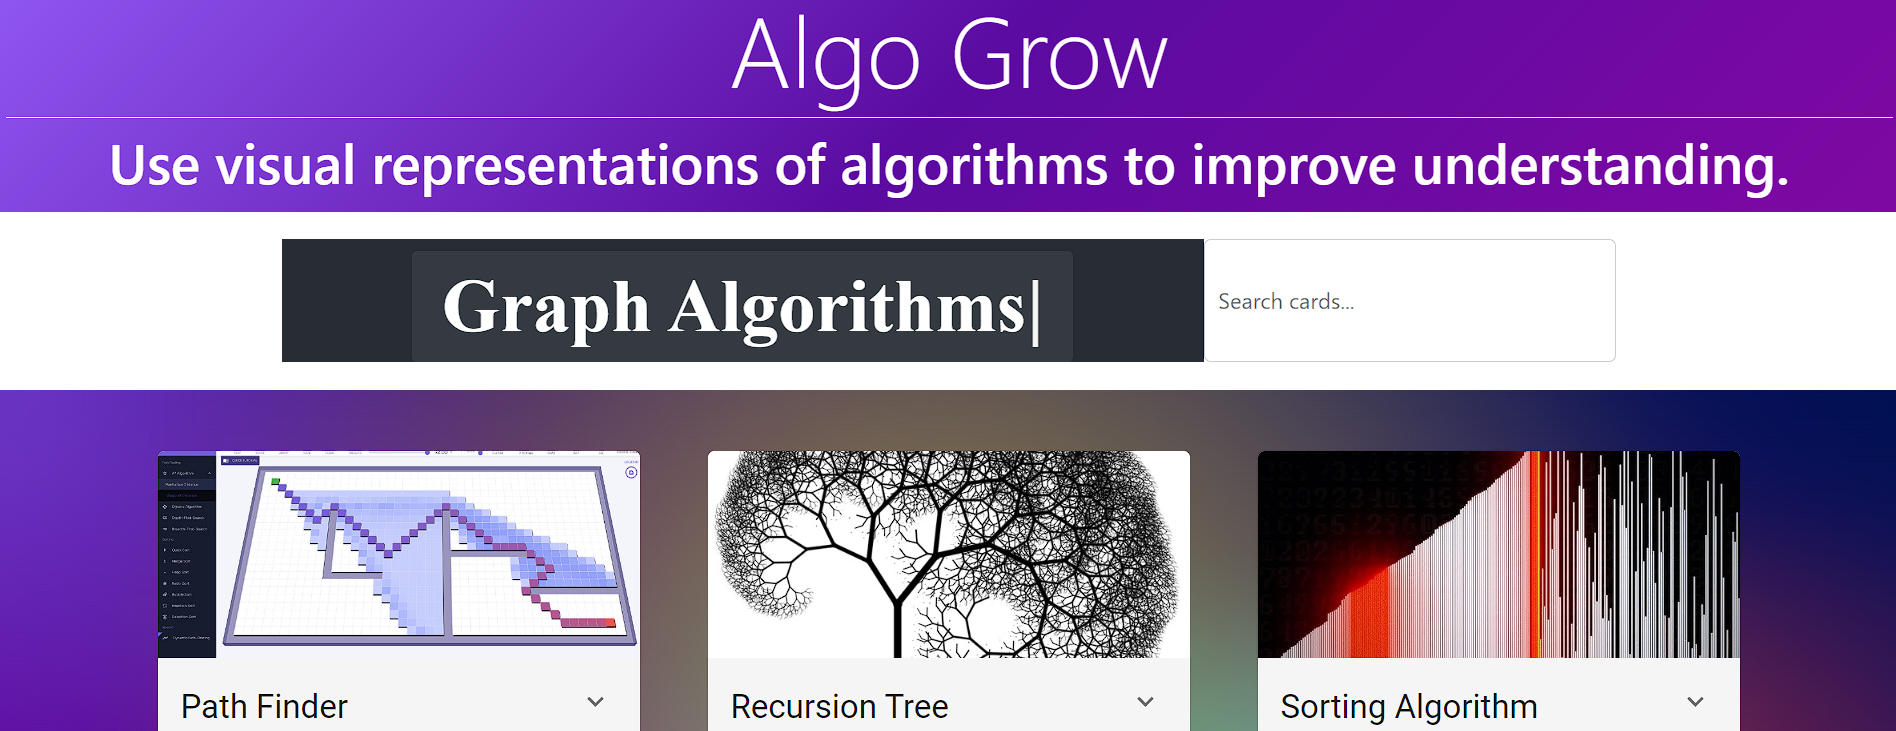 Algo Grow
Use visual representations of algorithms to improve understanding.
Graph Algorithms|
Search cards...
Path Finder
Recursion Tree
Sorting Algorithm